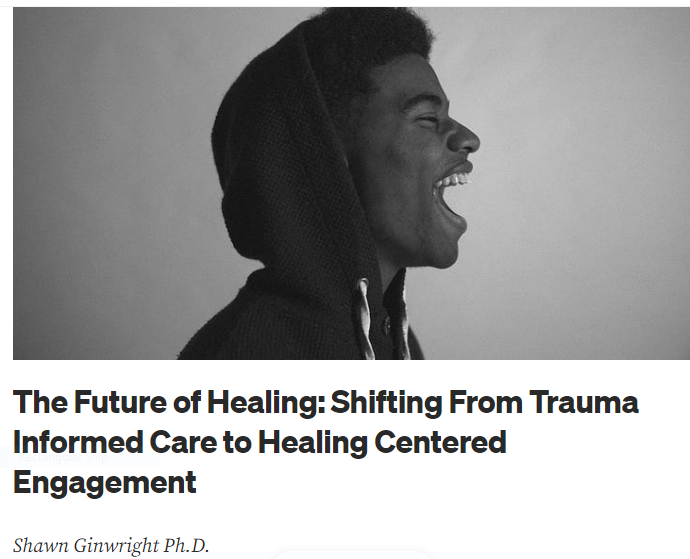 The Future of Healing: Shifting From Trauma
Informed Care to Healing Centered
Engagement
Shawn Ginwright Ph.D.